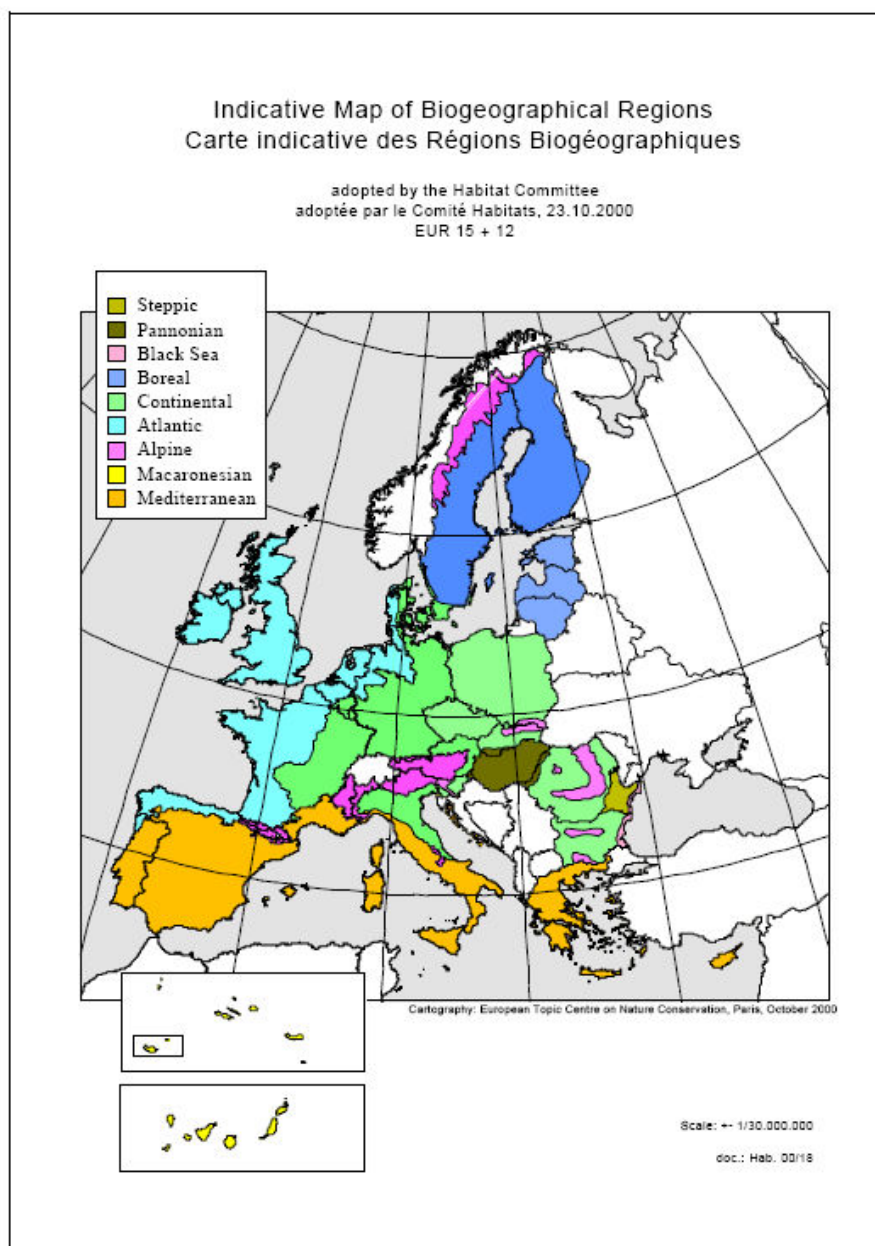 Indicative Map of Biogeographical Regions
Carte indicative des Régions Biogéographiques
adopted by the Habitat Committee
adoptée par le Comité Habitats, 23.10.2000
EUR 15 + 12
Steppic
Pannonian
Black Sea
Boreal
Continental
Atlantic
Alpine
Macaronesian
Mediterranean
Cartography: European Topic Centre on Nature Conservation, Paris, October 2000
Scale: +- 1/30.000.000
doc.: Hab. 00/18